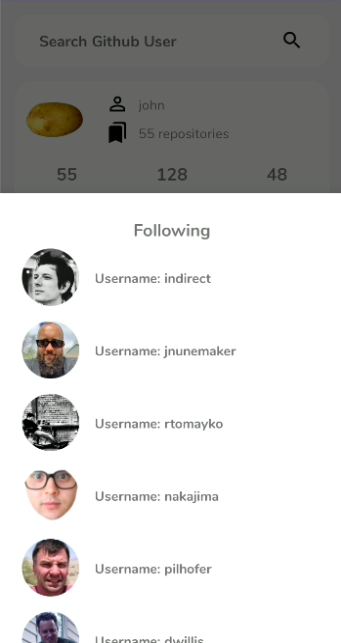 Search Github User
john
55 repositories
55 128 48
Following
Username: indirect
Username: jnunemaker
Username: rtomayko
Username: nakajima
Username: pilhofer
Username: dwillis